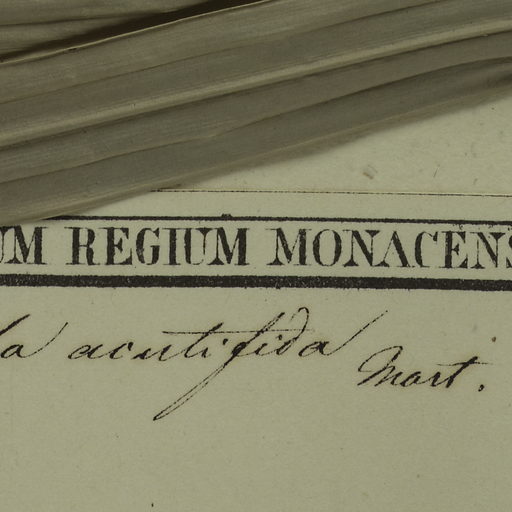 UM REGIUM MONACENS
la acutifida Mart.